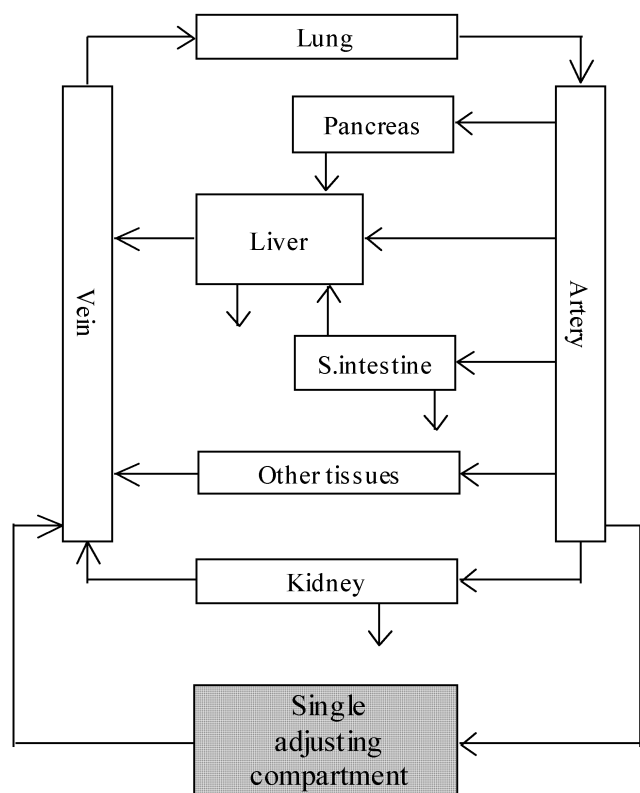 Lung
Pancreas
Liver
Vein
Artery
S.intestine
Other tissues
Kidney
Single
adjusting
compartment